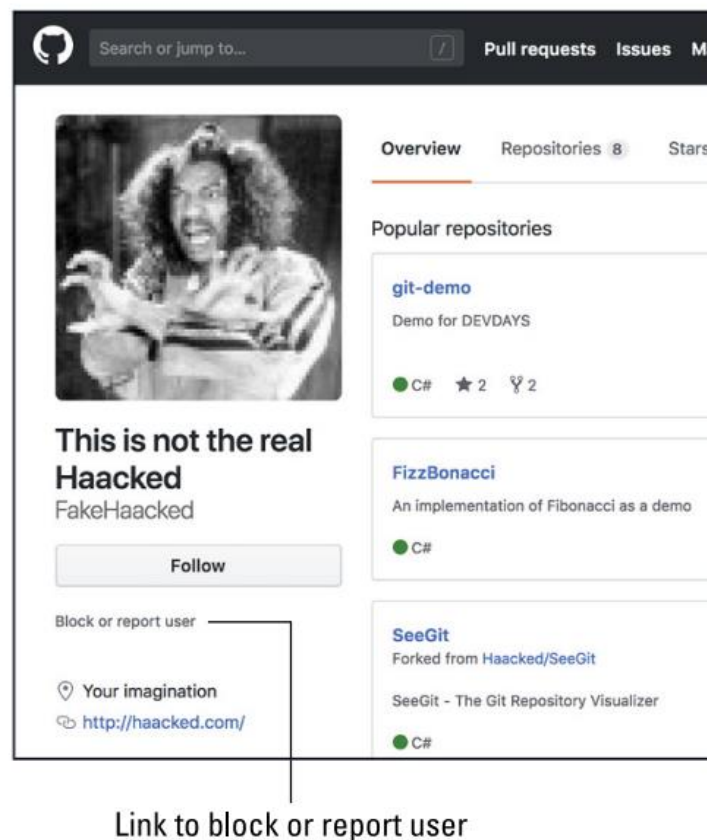 Search or jump to... / Pull requests Issues M
Overview Repositories 8 Stars
Popular repositories
git-demo
Demo for DEVDAYS
C# 2 2
This is not the real
Haacked
FakeHaacked
FizzBonacci
An implementation of Fibonacci as a demo
C#
Follow
Block or report user
SeeGit
Forked from Haacked/SeeGit
Your imagination
SeeGit - The Git Repository Visualizer
http://haacked.com/
C#
Link to block or report user